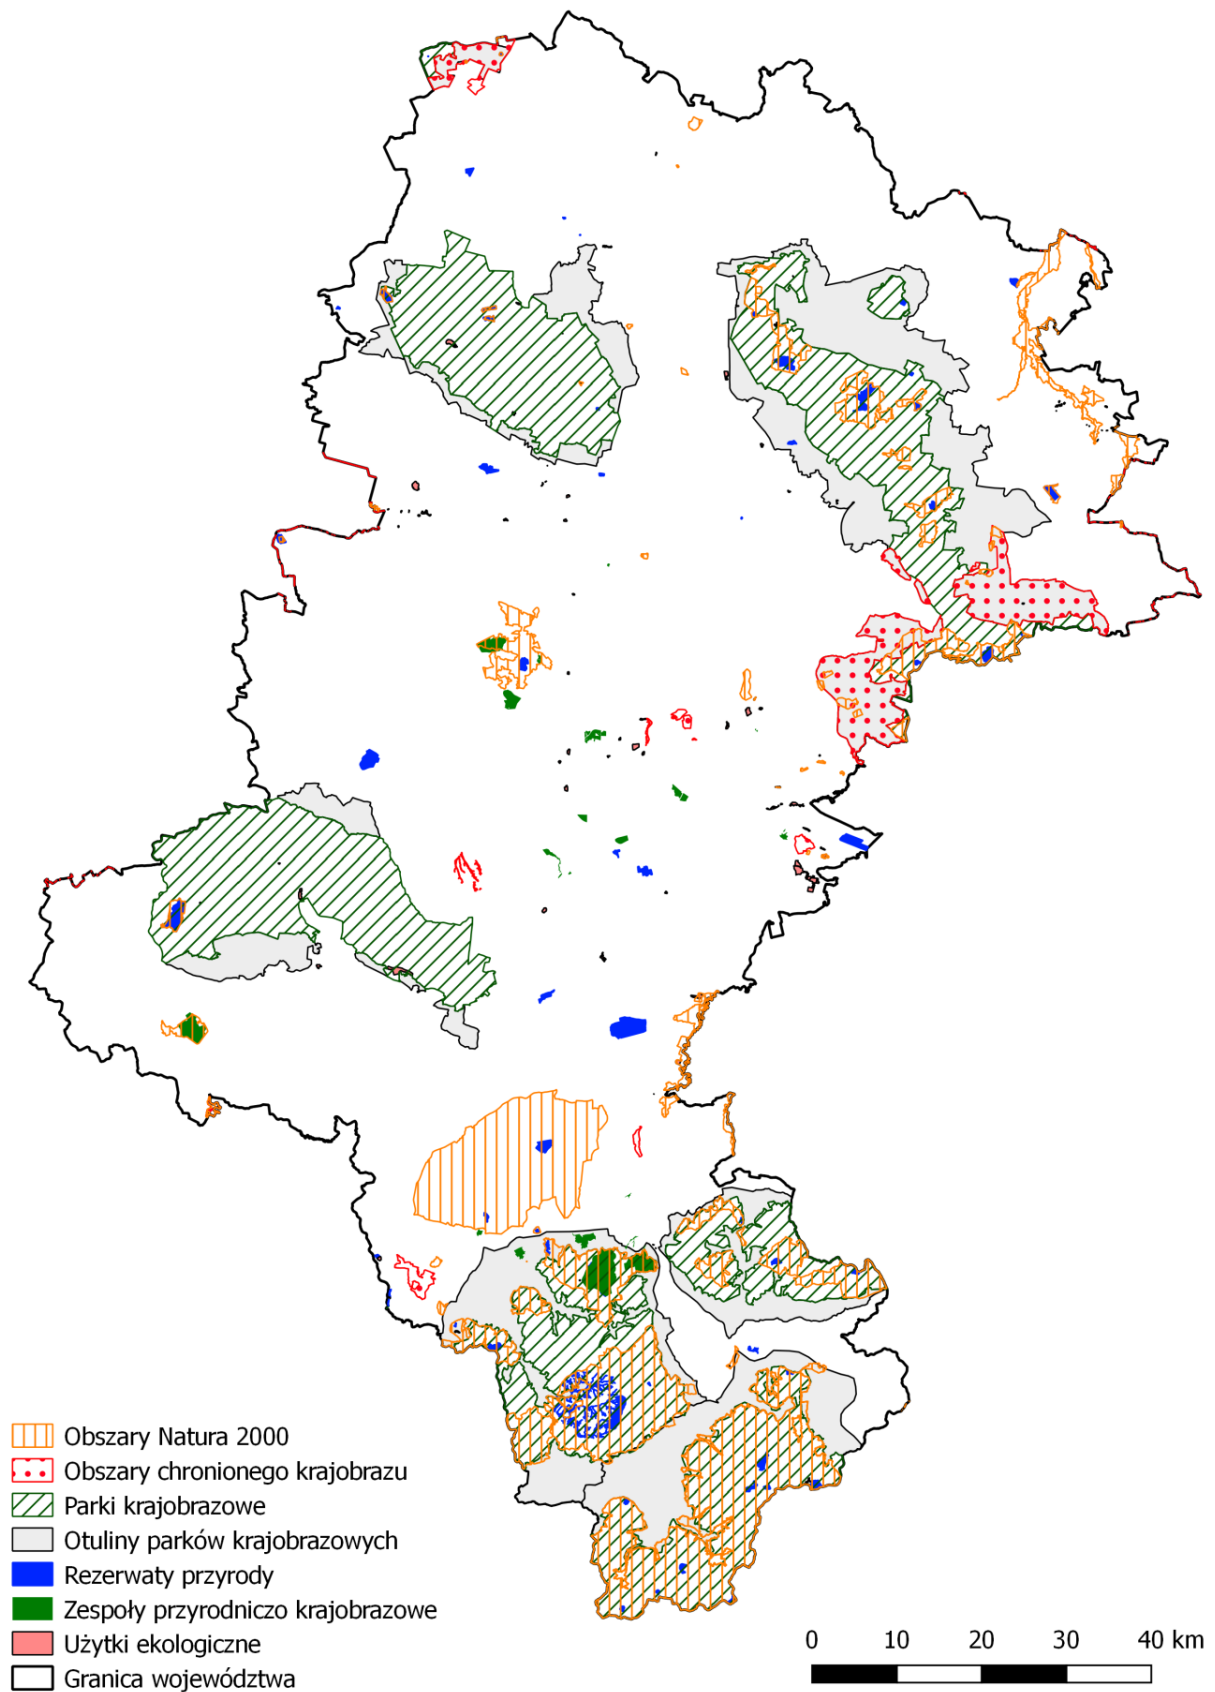 Obszary Natura 2000
Obszary chronionego krajobrazu
Parki krajobrazowe
Otuliny parków krajobrazowych
Rezerwaty przyrody
Zespoły przyrodniczo krajobrazowe
Użytki ekologiczne
Granica województwa
0 10 20 30 40 km